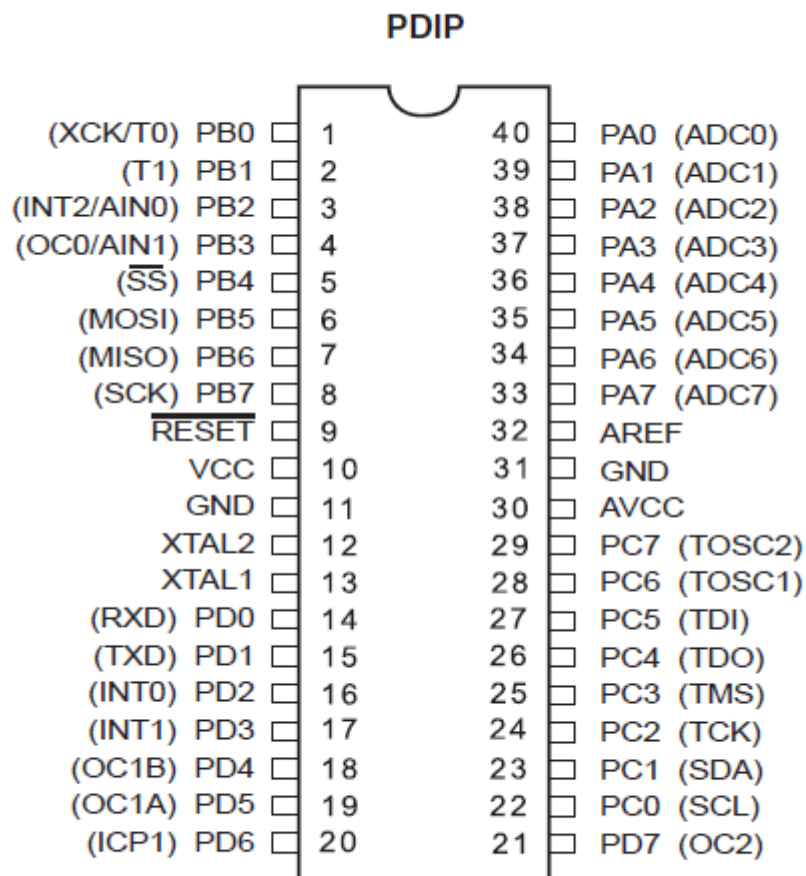 PDIP
(XCK/T0) PB0 1 40 PA0 (ADC0)
(T1) PB1 2 39 PA1 (ADC1)
(INT2/AIN0) PB2 3 38 PA2 (ADC2)
(OC0/AIN1) PB3 4 37 PA3 (ADC3)
(S̅S̅) PB4 5 36 PA4 (ADC4)
(MOSI) PB5 6 35 PA5 (ADC5)
(MISO) PB6 7 34 PA6 (ADC6)
(SCK) PB7 8 33 PA7 (ADC7)
R̅E̅S̅E̅T̅ 9 32 AREF
VCC 10 31 GND
GND 11 30 AVCC
XTAL2 12 29 PC7 (TOSC2)
XTAL1 13 28 PC6 (TOSC1)
(RXD) PD0 14 27 PC5 (TDI)
(TXD) PD1 15 26 PC4 (TDO)
(INT0) PD2 16 25 PC3 (TMS)
(INT1) PD3 17 24 PC2 (TCK)
(OC1B) PD4 18 23 PC1 (SDA)
(OC1A) PD5 19 22 PC0 (SCL)
(ICP1) PD6 20 21 PD7 (OC2)